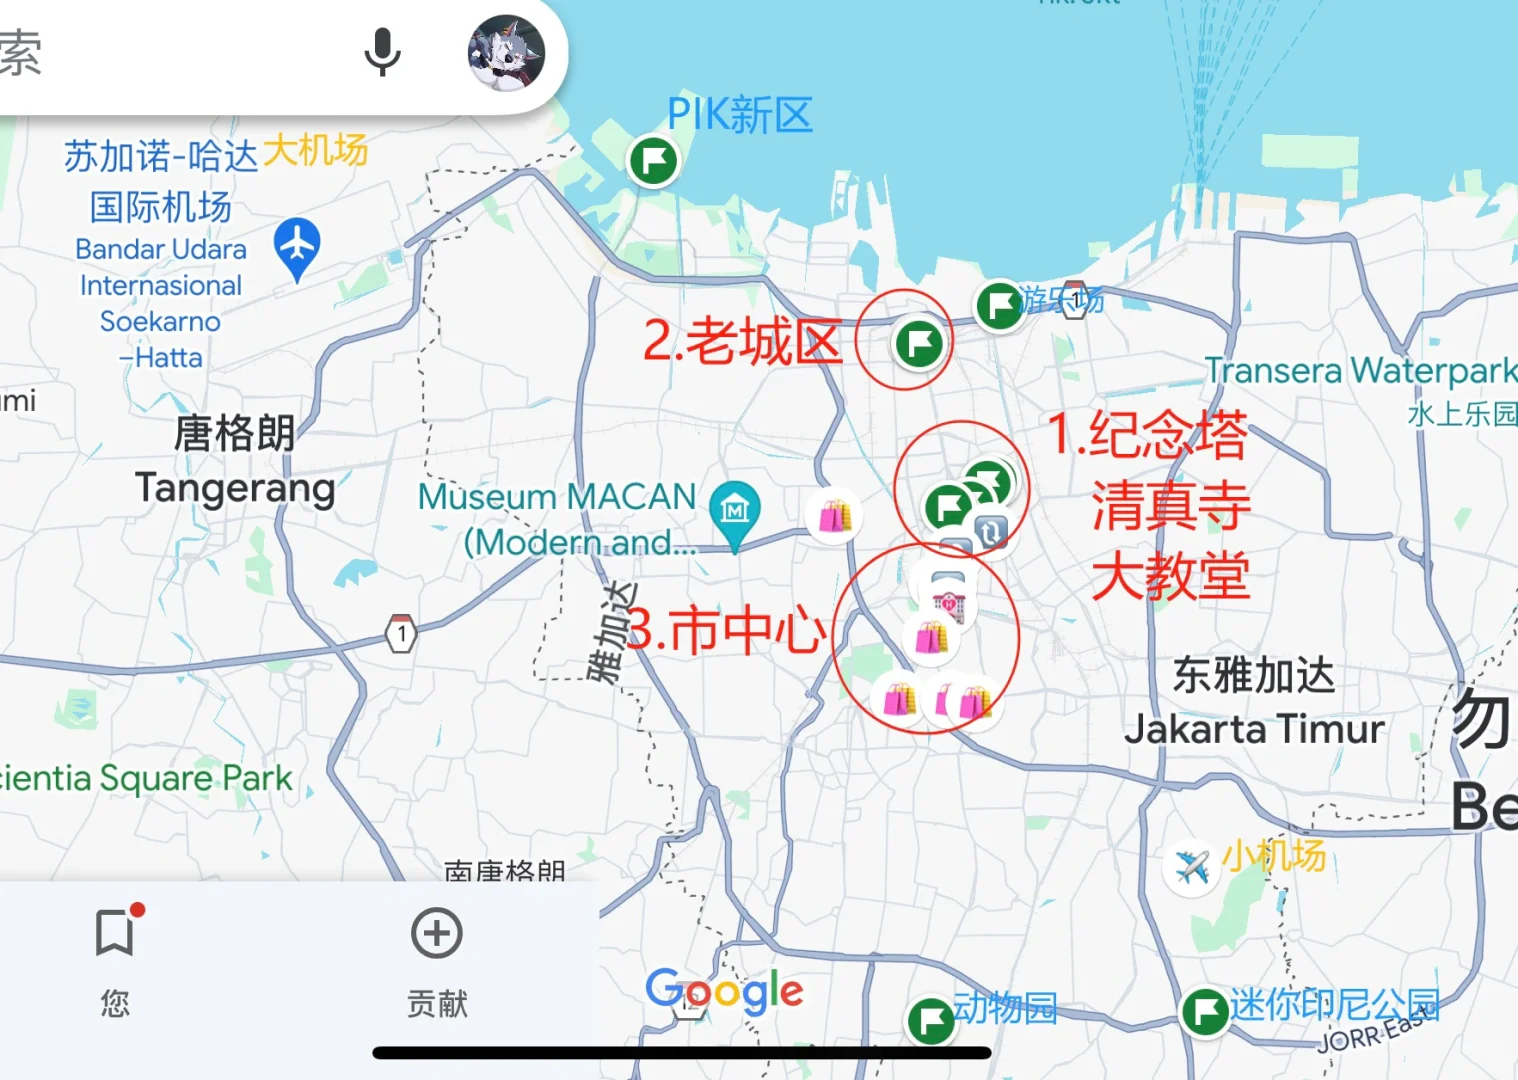 索
PIK新区
苏加诺-哈达
国际机场
大机场
Bandar Udara
Internasional
Soekarno
–Hatta
游乐场
1
2.老城区
Transera Waterpark
水上乐园
唐格朗
Tangerang
1.纪念塔
清真寺
大教堂
Museum MACAN
(Modern and...
雅加达
3.市中心
1
东雅加达
Jakarta Timur
勿
Be
cientia Square Park
小机场
南唐格朗
您
贡献
Google
12
动物园
迷你印尼公园
JORR-East